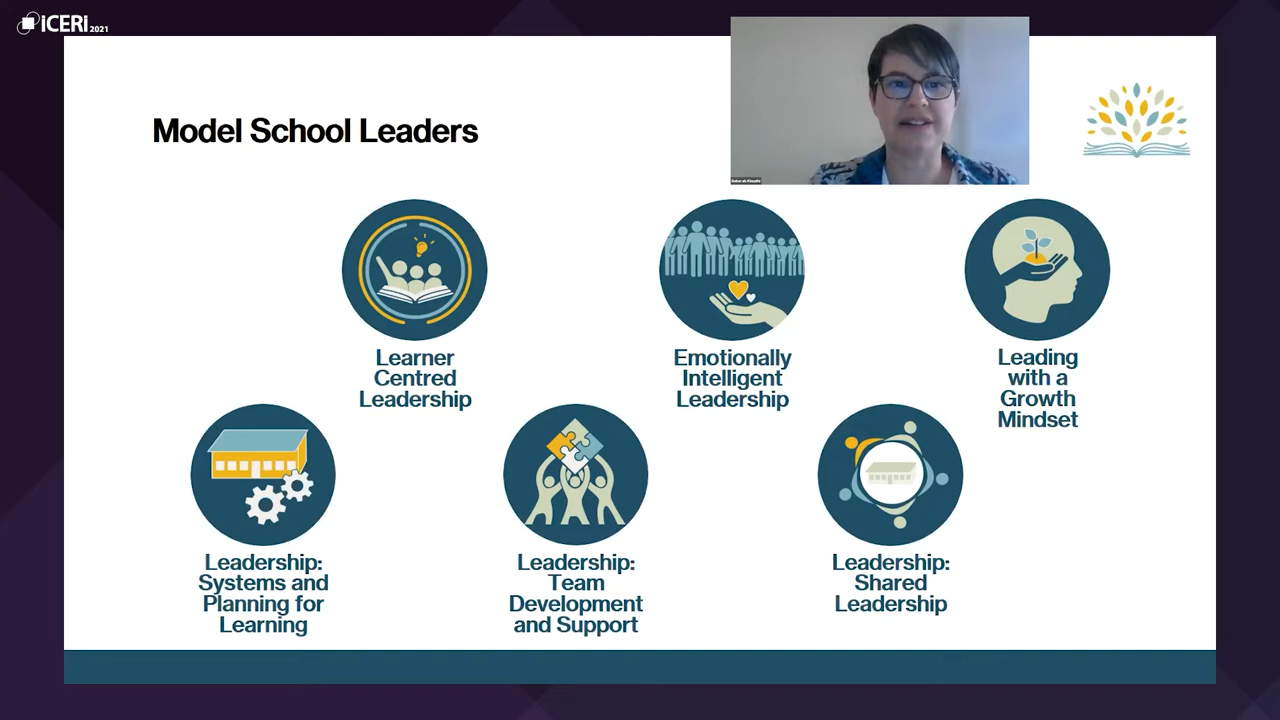 iCERi2021
Model School Leaders
Learner
Centred
Leadership
Emotionally
Intelligent
Leadership
Leading
with a
Growth
Mindset
Leadership:
Systems and
Planning for
Learning
Leadership:
Team
Development
and Support
Leadership:
Shared
Leadership